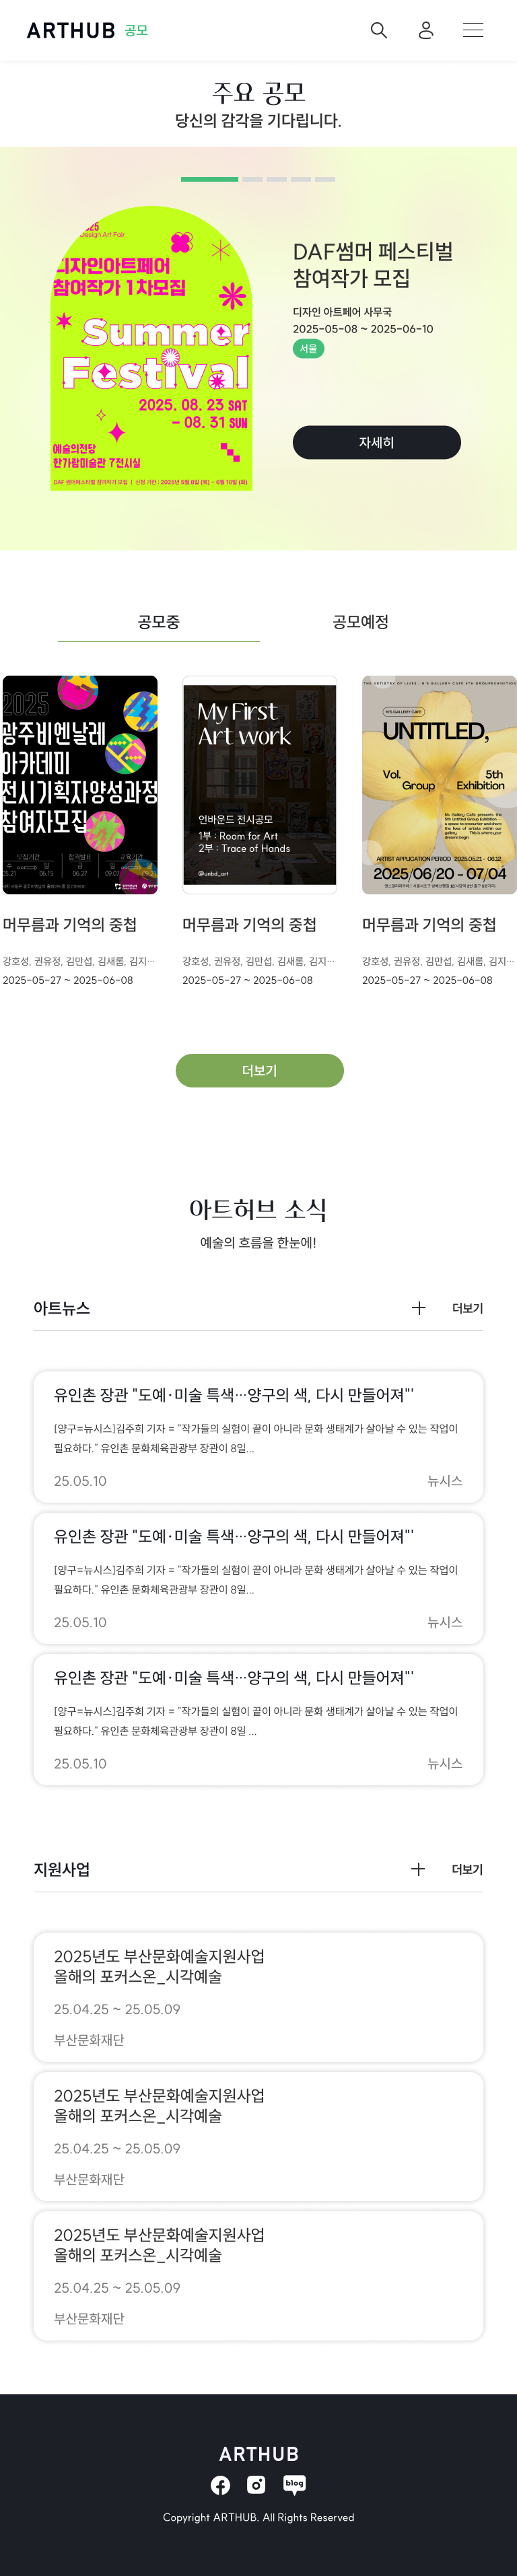 ARTHUB 공모
주요 공모
당신의 감각을 기다립니다.
2025
Design Art Fair
디자인아트페어
참여작가 1차모집
Summer
Festival
2025. 08. 23 SAT
- 08. 31 SUN
예술의전당
한가람미술관 7전시실
DAF 썸머페스티벌 참여작가 모집 | 신청 기한 : 2025년 5월 8일 (목) - 6월 10일 (화)
DAF썸머 페스티벌
참여작가 모집
디자인 아트페어 사무국
2025-05-08 ~ 2025-06-10
서울
자세히
공모중
공모예정
2025
광주비엔날레
아카데미
전시기획자양성과정
참여자모집
모집기간
합격발표
교육기간
5.21
06.15
06.27
09.01
머무름과 기억의 중첩
강호성, 권유정, 김만섭, 김새롬, 김지...
2025-05-27 ~ 2025-06-08
My First
Art work
언바운드 전시공모
1부 : Room for Art
2부 : Trace of Hands
@unbd_art
머무름과 기억의 중첩
강호성, 권유정, 김만섭, 김새롬, 김지...
2025-05-27 ~ 2025-06-08
THE ARTISTRY OF LIVES : W'S GALLERY CAFE 5TH GROUP EXHIBITION
W'S GALLERY CAFE
UNTITLED,
Vol. 5th
Group Exhibition
ARTIST APPLICATION PERIOD 2025.05.21 - 06.12
2025/06/20 - 07/04
머무름과 기억의 중첩
강호성, 권유정, 김만섭, 김새롬, 김지...
2025-05-27 ~ 2025-06-08
더보기
아트허브 소식
예술의 흐름을 한눈에!
아트뉴스
더보기
유인촌 장관 "도예·미술 특색…양구의 색, 다시 만들어져"'
[양구=뉴시스]김주희 기자 = "작가들의 실험이 끝이 아니라 문화 생태계가 살아날 수 있는 작업이
필요하다." 유인촌 문화체육관광부 장관이 8일...
25.05.10
뉴시스
유인촌 장관 "도예·미술 특색…양구의 색, 다시 만들어져"'
[양구=뉴시스]김주희 기자 = "작가들의 실험이 끝이 아니라 문화 생태계가 살아날 수 있는 작업이
필요하다." 유인촌 문화체육관광부 장관이 8일...
25.05.10
뉴시스
유인촌 장관 "도예·미술 특색…양구의 색, 다시 만들어져"'
[양구=뉴시스]김주희 기자 = "작가들의 실험이 끝이 아니라 문화 생태계가 살아날 수 있는 작업이
필요하다." 유인촌 문화체육관광부 장관이 8일 ...
25.05.10
뉴시스
지원사업
더보기
2025년도 부산문화예술지원사업
올해의 포커스온_시각예술
25.04.25 ~ 25.05.09
부산문화재단
2025년도 부산문화예술지원사업
올해의 포커스온_시각예술
25.04.25 ~ 25.05.09
부산문화재단
2025년도 부산문화예술지원사업
올해의 포커스온_시각예술
25.04.25 ~ 25.05.09
부산문화재단
ARTHUB
blog
Copyright ARTHUB. All Rights Reserved